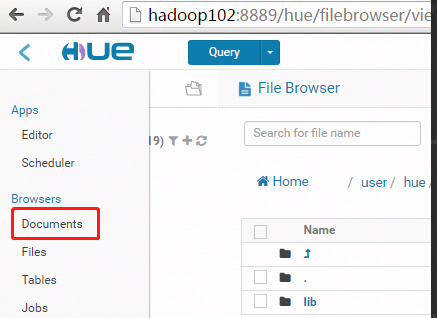 hadoop102:8889/hue/filebrowser/vie
HUE
Query
Apps
Editor
Scheduler
Browsers
Documents
Files
Tables
Jobs
File Browser
19)
Search for file name
Home / user / hue /
Name
.
lib